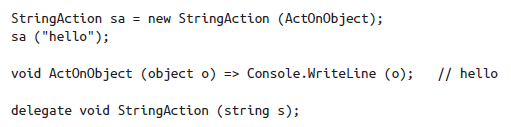 StringAction sa = new StringAction (ActOnObject);
sa ("hello");
void ActOnObject (object o) => Console.WriteLine (o);   // hello
delegate void StringAction (string s);